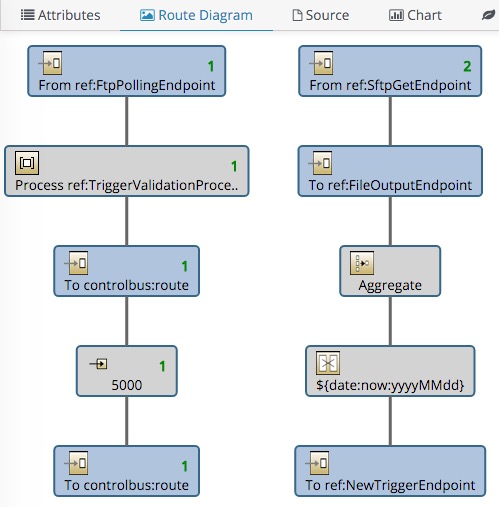 Attributes
Route Diagram
Source
Chart
1
From ref:FtpPollingEndpoint
2
From ref:SftpGetEndpoint
1
Process ref:TriggerValidationProce..
To ref:FileOutputEndpoint
1
To controlbus:route
Aggregate
1
5000
${date:now:yyyyMMdd}
1
To controlbus:route
To ref:NewTriggerEndpoint